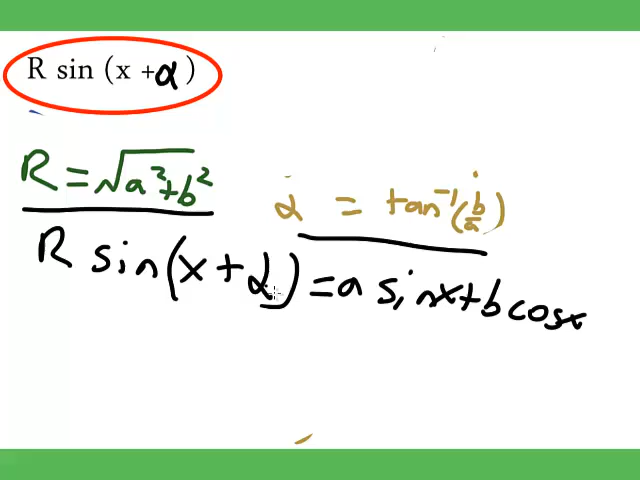 R sin (x + α)
R = √a²+b²
α = tan⁻¹(b/a)
R sin(x + α) = a sinx + b cosx